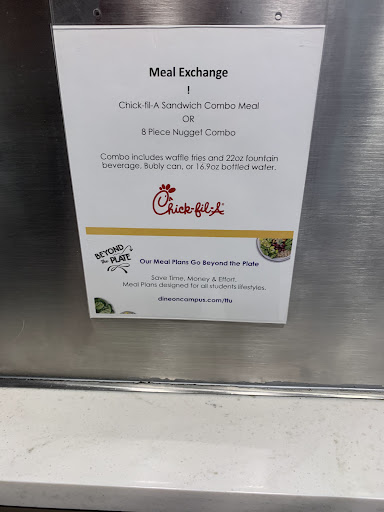 Meal Exchange
!
Chick-fil-A Sandwich Combo Meal
OR
8 Piece Nugget Combo
Combo includes waffle fries and 22oz fountain
beverage, Bubly can, or 16.9oz bottled water.
Chick-fil-A
BEYOND
the PLATE
Our Meal Plans Go Beyond the Plate
Save Time, Money & Effort.
Meal Plans designed for all students lifestyles.
dineoncampus.com/ttu